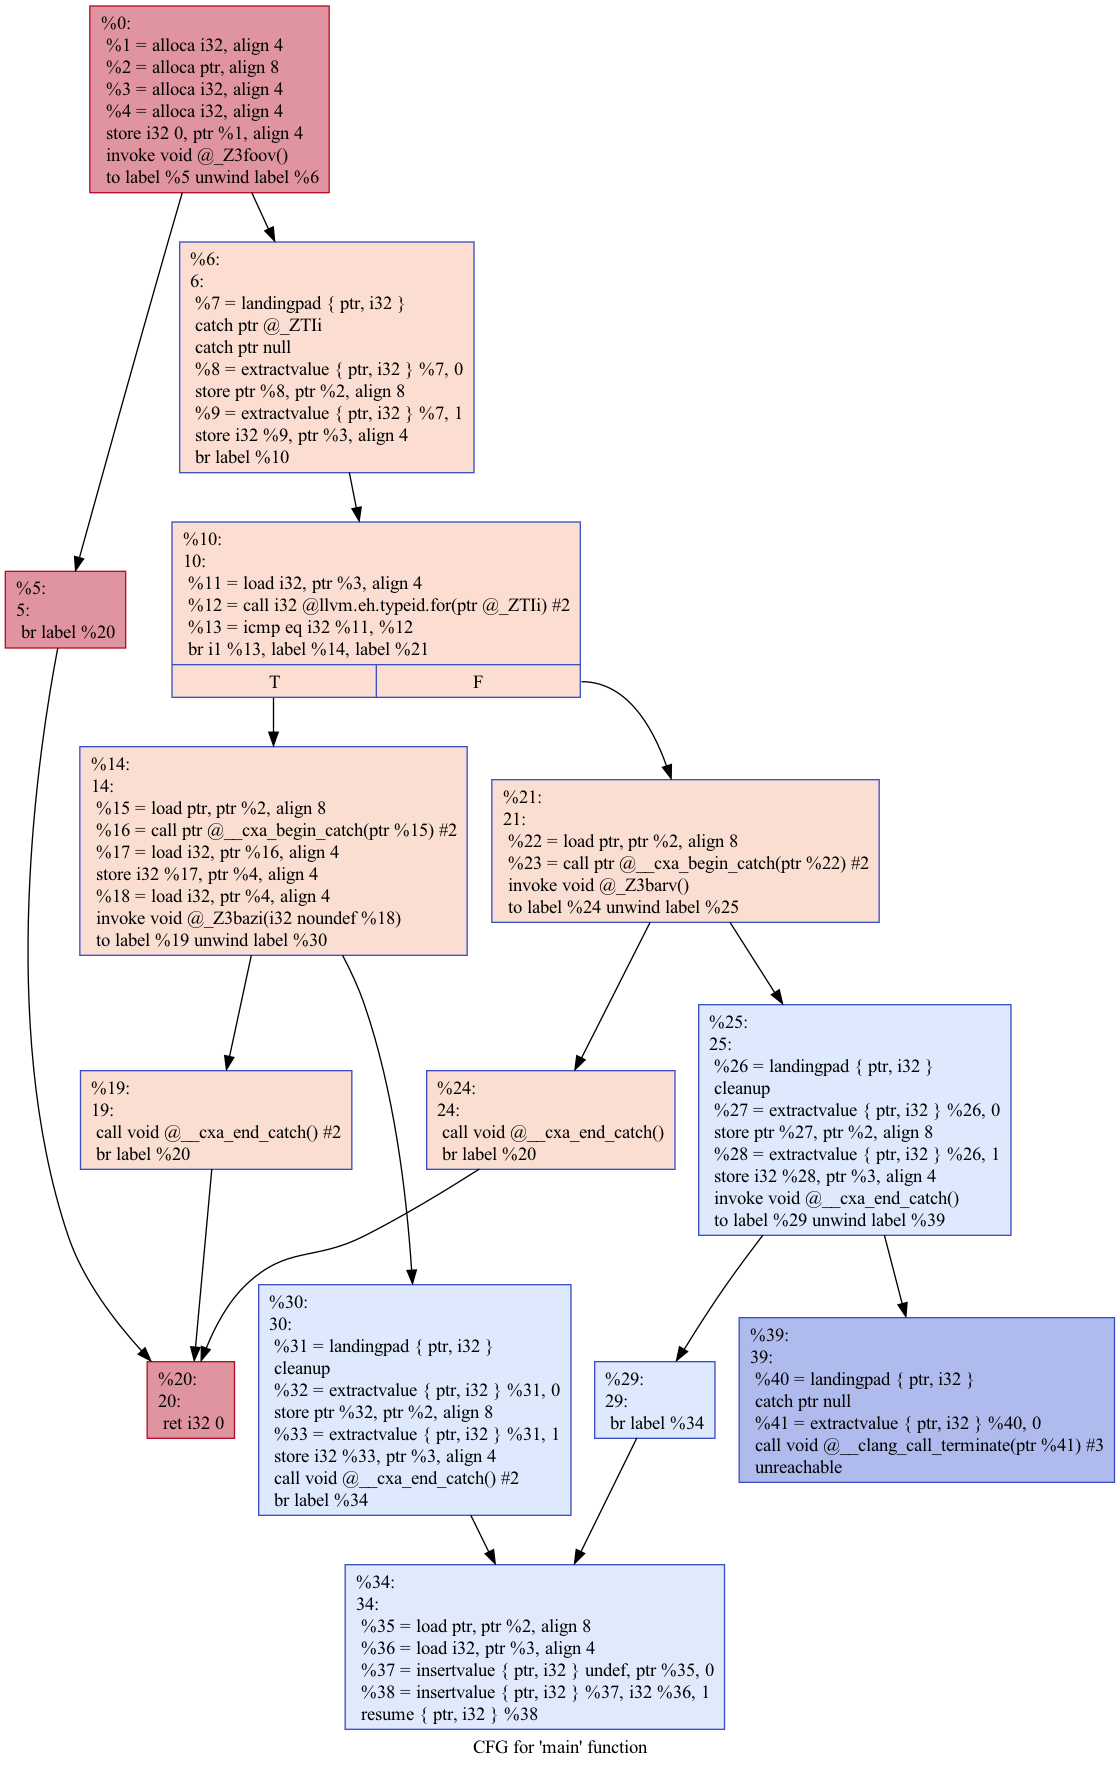 %0:
%1 = alloca i32, align 4
%2 = alloca ptr, align 8
%3 = alloca i32, align 4
%4 = alloca i32, align 4
store i32 0, ptr %1, align 4
invoke void @_Z3foov()
to label %5 unwind label %6
%6:
6:
%7 = landingpad { ptr, i32 }
catch ptr @_ZTIi
catch ptr null
%8 = extractvalue { ptr, i32 } %7, 0
store ptr %8, ptr %2, align 8
%9 = extractvalue { ptr, i32 } %7, 1
store i32 %9, ptr %3, align 4
br label %10
%10:
10:
%11 = load i32, ptr %3, align 4
%12 = call i32 @llvm.eh.typeid.for(ptr @_ZTIi) #2
%13 = icmp eq i32 %11, %12
br i1 %13, label %14, label %21
T
F
%5:
5:
br label %20
%14:
14:
%15 = load ptr, ptr %2, align 8
%16 = call ptr @__cxa_begin_catch(ptr %15) #2
%17 = load i32, ptr %16, align 4
store i32 %17, ptr %4, align 4
%18 = load i32, ptr %4, align 4
invoke void @_Z3bazi(i32 noundef %18)
to label %19 unwind label %30
%21:
21:
%22 = load ptr, ptr %2, align 8
%23 = call ptr @__cxa_begin_catch(ptr %22) #2
invoke void @_Z3barv()
to label %24 unwind label %25
%25:
25:
%26 = landingpad { ptr, i32 }
cleanup
%27 = extractvalue { ptr, i32 } %26, 0
store ptr %27, ptr %2, align 8
%28 = extractvalue { ptr, i32 } %26, 1
store i32 %28, ptr %3, align 4
invoke void @__cxa_end_catch()
to label %29 unwind label %39
%19:
19:
call void @__cxa_end_catch() #2
br label %20
%24:
24:
call void @__cxa_end_catch()
br label %20
%30:
30:
%31 = landingpad { ptr, i32 }
cleanup
%32 = extractvalue { ptr, i32 } %31, 0
store ptr %32, ptr %2, align 8
%33 = extractvalue { ptr, i32 } %31, 1
store i32 %33, ptr %3, align 4
call void @__cxa_end_catch() #2
br label %34
%39:
39:
%40 = landingpad { ptr, i32 }
catch ptr null
%41 = extractvalue { ptr, i32 } %40, 0
call void @__clang_call_terminate(ptr %41) #3
unreachable
%20:
20:
ret i32 0
%29:
29:
br label %34
%34:
34:
%35 = load ptr, ptr %2, align 8
%36 = load i32, ptr %3, align 4
%37 = insertvalue { ptr, i32 } undef, ptr %35, 0
%38 = insertvalue { ptr, i32 } %37, i32 %36, 1
resume { ptr, i32 } %38
CFG for 'main' function